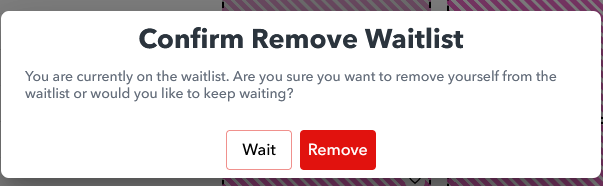 Confirm Remove Waitlist
You are currently on the waitlist. Are you sure you want to remove yourself from the
waitlist or would you like to keep waiting?
Wait Remove